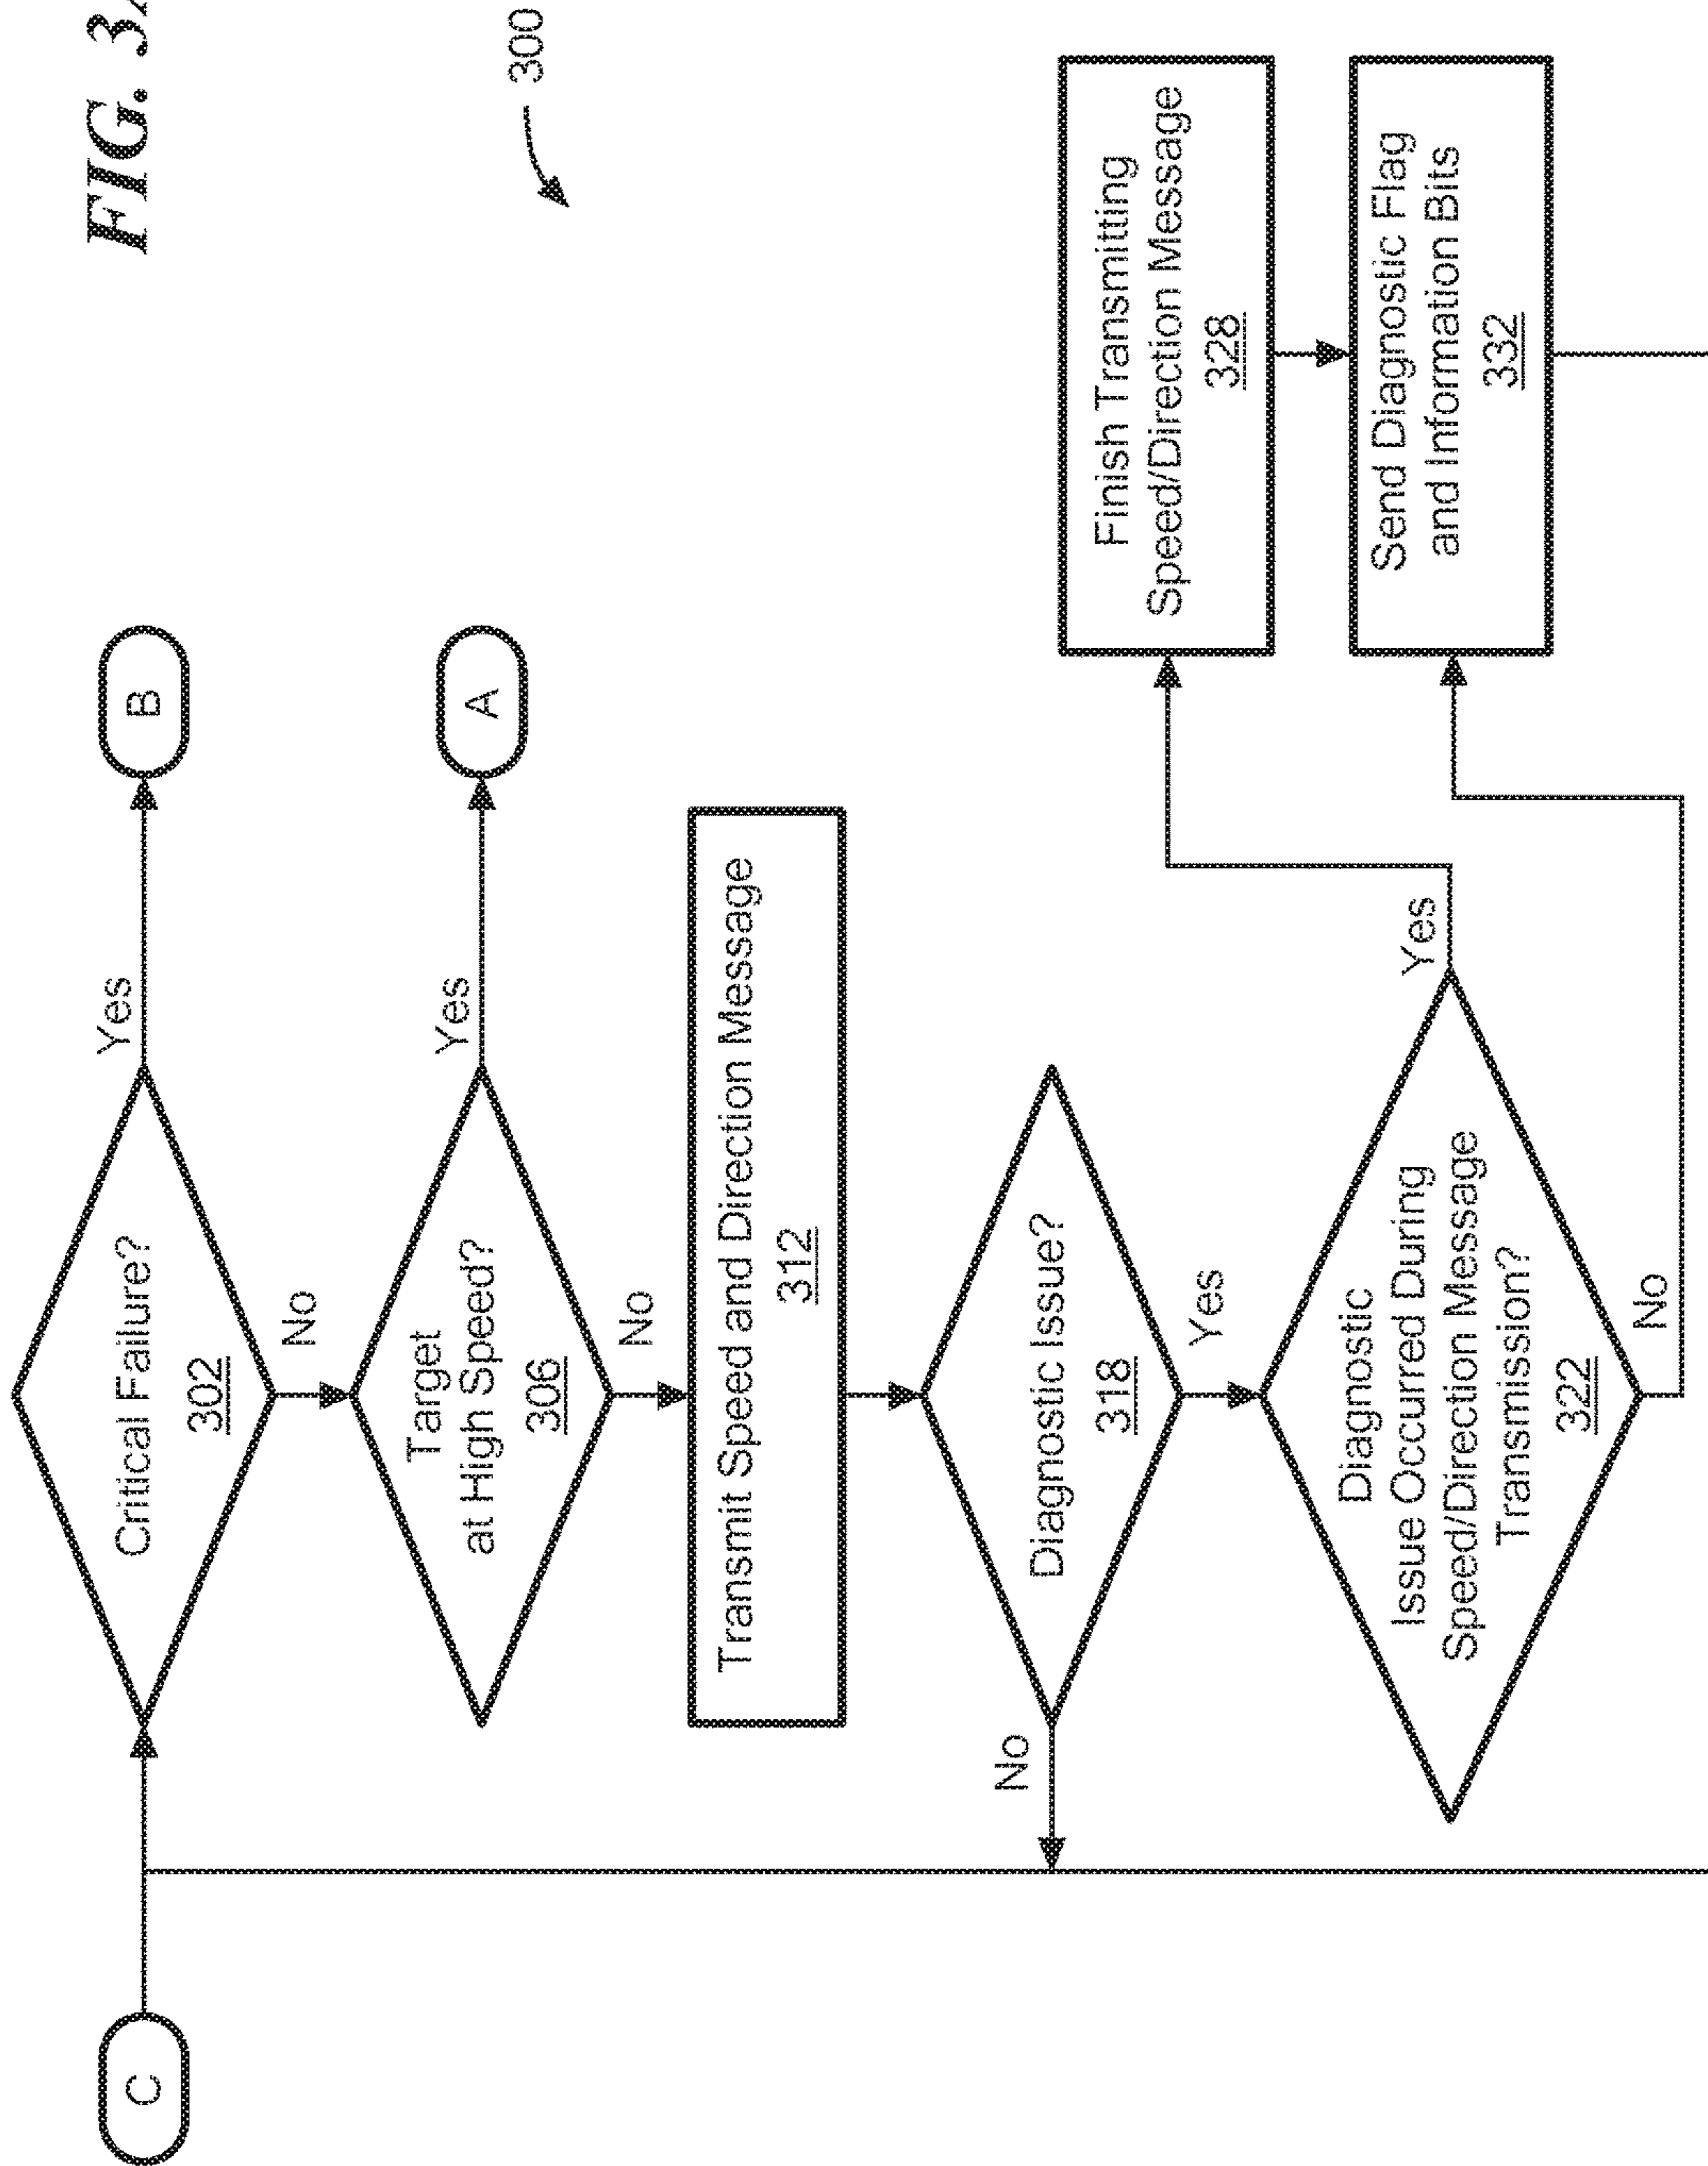 FIG. 3A
300
C
Critical Failure?
302
Yes
B
No
Target
at High Speed?
306
Yes
A
No
Transmit Speed and Direction Message
312
Diagnostic Issue?
318
No
Yes
Diagnostic
Issue Occurred During
Speed/Direction Message
Transmission?
322
Yes
No
Finish Transmitting
Speed/Direction Message
328
Send Diagnostic Flag
and Information Bits
332